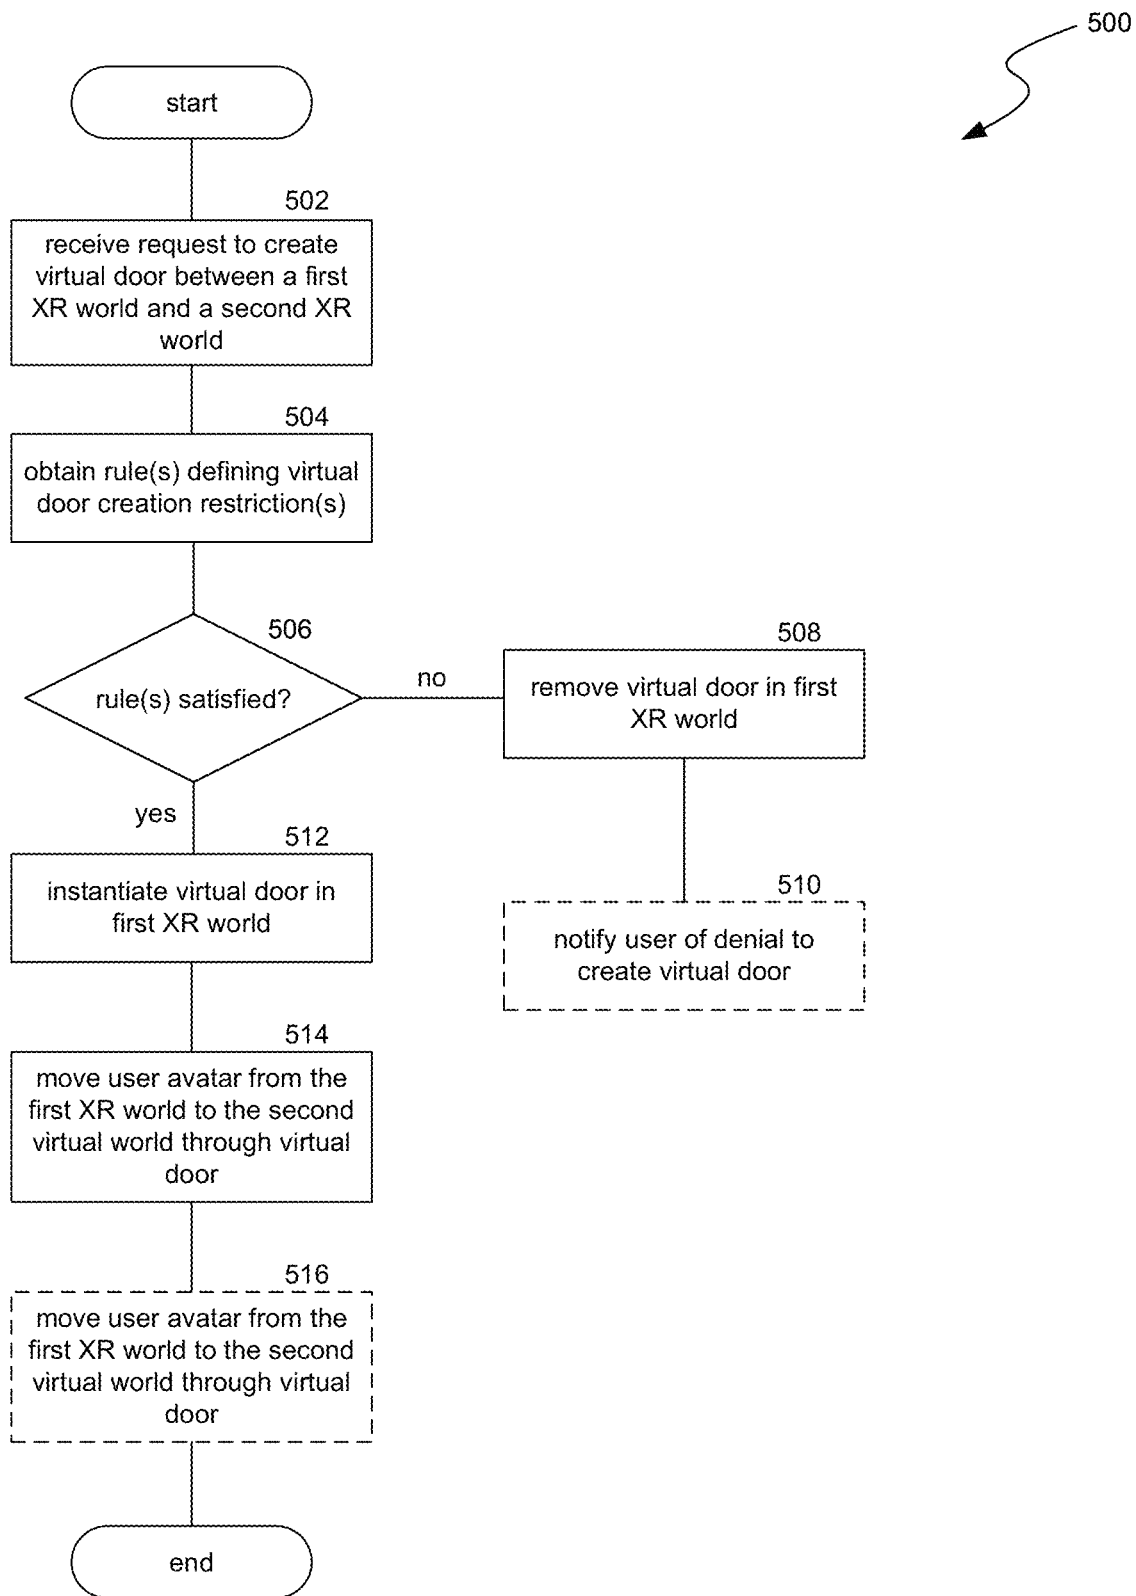 500
start
502
receive request to create
virtual door between a first
XR world and a second XR
world
504
obtain rule(s) defining virtual
door creation restriction(s)
506
rule(s) satisfied?
no
508
remove virtual door in first
XR world
510
notify user of denial to
create virtual door
yes
512
instantiate virtual door in
first XR world
514
move user avatar from the
first XR world to the second
virtual world through virtual
door
516
move user avatar from the
first XR world to the second
virtual world through virtual
door
end